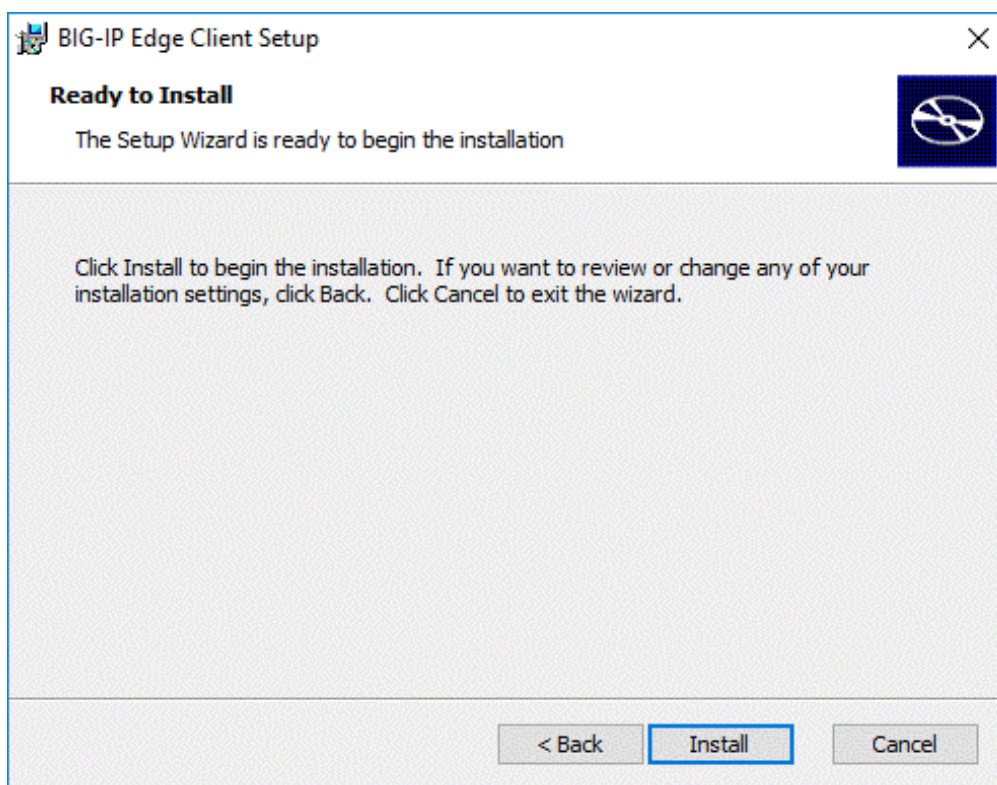 BIG-IP Edge Client Setup
Ready to Install
The Setup Wizard is ready to begin the installation
Click Install to begin the installation.  If you want to review or change any of your
installation settings, click Back.  Click Cancel to exit the wizard.
< Back
Install
Cancel